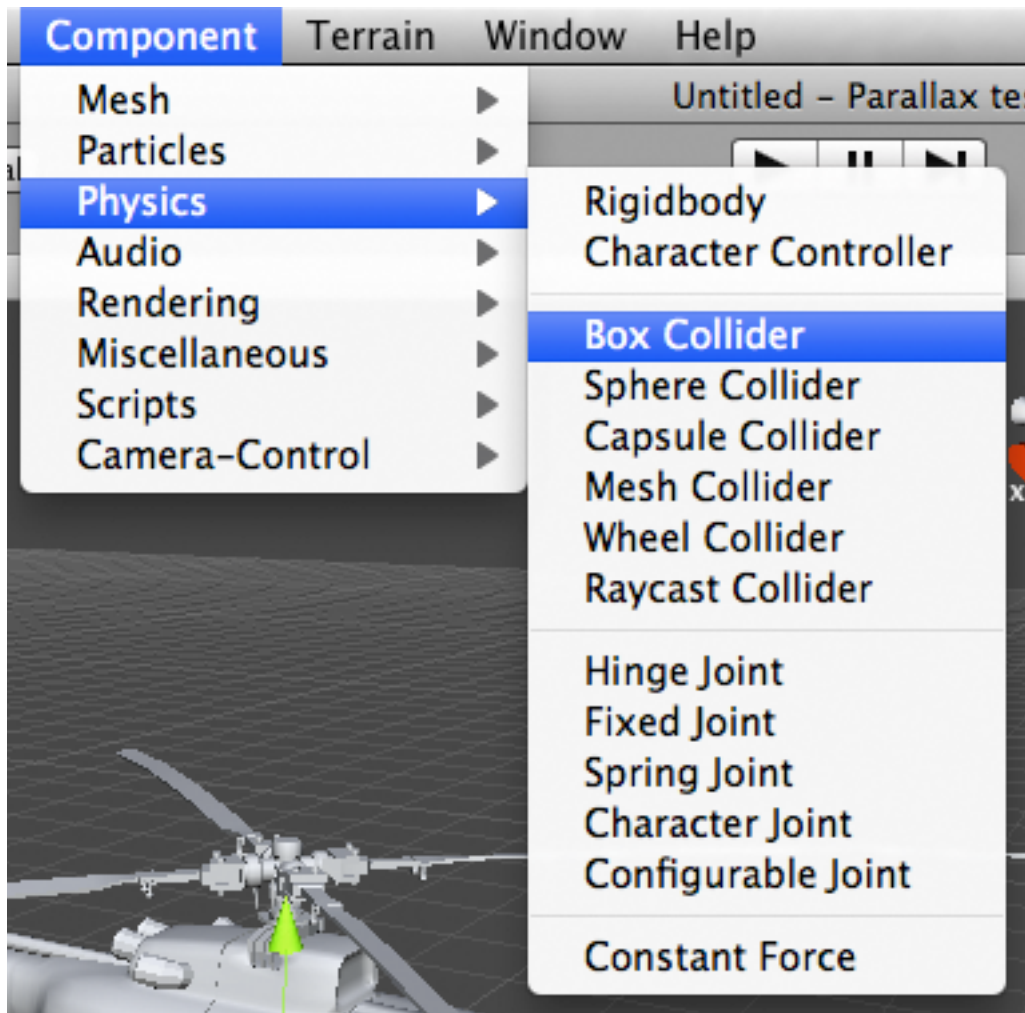 Component Terrain Window Help
Untitled – Parallax te
Mesh
Particles
Physics
Audio
Rendering
Miscellaneous
Scripts
Camera-Control
Rigidbody
Character Controller
Box Collider
Sphere Collider
Capsule Collider
Mesh Collider
Wheel Collider
Raycast Collider
Hinge Joint
Fixed Joint
Spring Joint
Character Joint
Configurable Joint
Constant Force
x